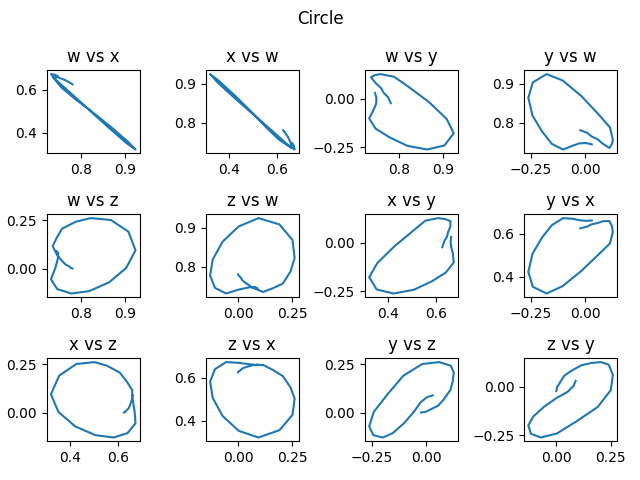 Circle
w vs x
x vs w
w vs y
y vs w
0.6
0.4
0.8 0.9
0.9
0.8
0.4 0.6
0.00
−0.25
0.8 0.9
0.9
0.8
−0.25 0.00
w vs z
z vs w
x vs y
y vs x
0.25
0.00
0.8 0.9
0.9
0.8
0.00 0.25
0.00
−0.25
0.4 0.6
0.6
0.4
−0.25 0.00
x vs z
z vs x
y vs z
z vs y
0.25
0.00
0.4 0.6
0.6
0.4
0.00 0.25
0.25
0.00
−0.25 0.00
0.00
−0.25
0.00 0.25